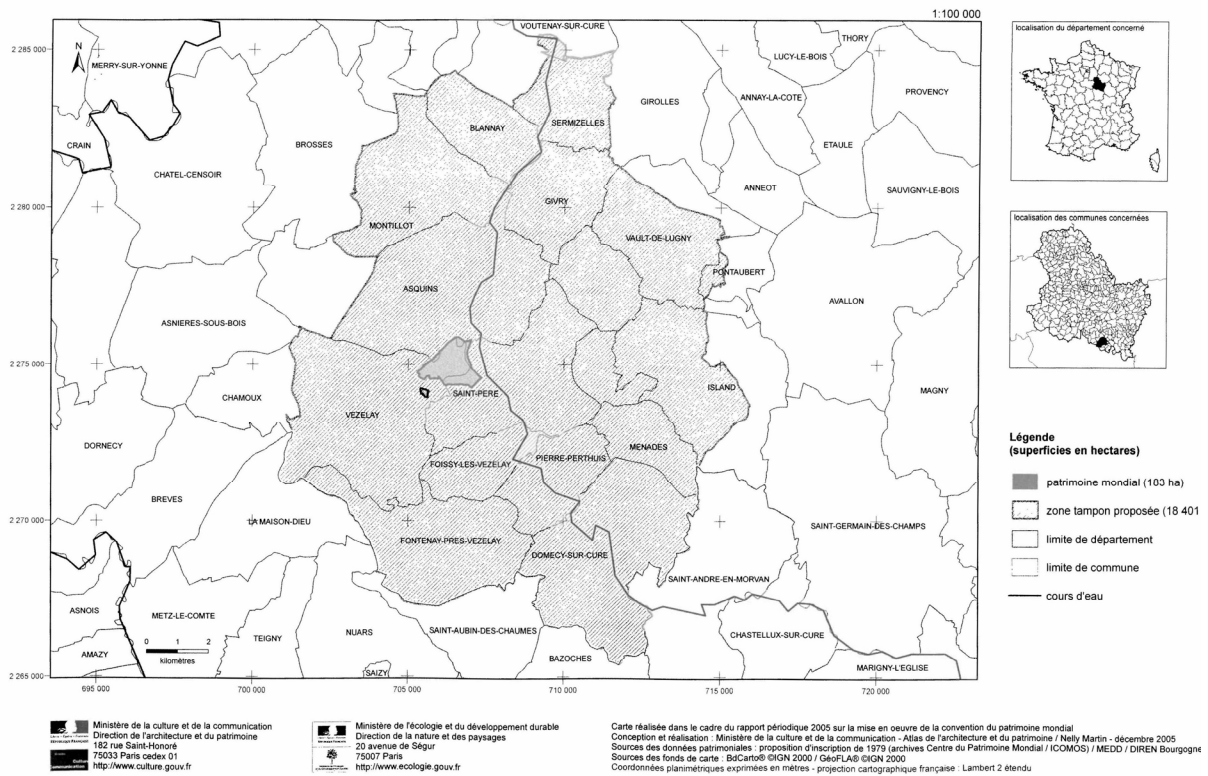 1:100 000
VOUTENAY-SUR-CURE
THORY
LUCY-LE-BOIS
2 285 000
N
MERRY-SUR-YONNE
PROVENCY
GIROLLES
ANNAY-LA-COTE
SERMIZELLES
BLANNAY
CRAIN
BROSSES
ETAULE
CHATEL-CENSOIR
ANNEOT
SAUVIGNY-LE-BOIS
2 280 000
GIVRY
MONTILLOT
VAULT-DE-LUGNY
PONTAUBERT
ASQUINS
AVALLON
ASNIERES-SOUS-BOIS
2 275 000
ISLAND
MAGNY
CHAMOUX
SAINT-PERE
VEZELAY
DORNECY
MENADES
PIERRE-PERTHUIS
FOISSY-LES-VEZELAY
BREVES
2 270 000
LA MAISON-DIEU
SAINT-GERMAIN-DES-CHAMPS
FONTENAY-PRES-VEZELAY
DOMECY-SUR-CURE
SAINT-ANDRE-EN-MORVAN
ASNOIS
METZ-LE-COMTE
NUARS
SAINT-AUBIN-DES-CHAUMES
TEIGNY
CHASTELLUX-SUR-CURE
0 1 2
kilomètres
AMAZY
BAZOCHES
SAIZY
MARIGNY-L'EGLISE
2 265 000
695 000
700 000
705 000
710 000
715 000
720 000
localisation du département concerné
localisation des communes concernées
Légende
(superficies en hectares)
patrimoine mondial (183 ha)
zone tampon proposée (18 401
limite de département
limite de commune
cours d'eau
Ministère de la culture et de la communication
Direction de l'architecture et du patrimoine
182 rue Saint-Honoré
75033 Paris cedex 01
http://www.culture.gouv.fr
Ministère de l'écologie et du développement durable
Direction de la nature et des paysages
20 avenue de Ségur
75007 Paris
http://www.ecologie.gouv.fr
Carte réalisée dans le cadre du rapport périodique 2005 sur la mise en oeuvre de la convention du patrimoine mondial
Conception et réalisation : Ministère de la culture et de la communication - Atlas de l'architecture et du patrimoine / Nelly Martin - décembre 2005
Sources des données patrimoniales : proposition d'inscription de 1979 (archives Centre du Patrimoine Mondial / ICOMOS) / MEDD / DIREN Bourgogne
Sources des fonds de carte : BdCarto® ©IGN 2000 / GéoFLA® ©IGN 2000
Coordonnées planimétriques exprimées en mètres - projection cartographique française : Lambert 2 étendu